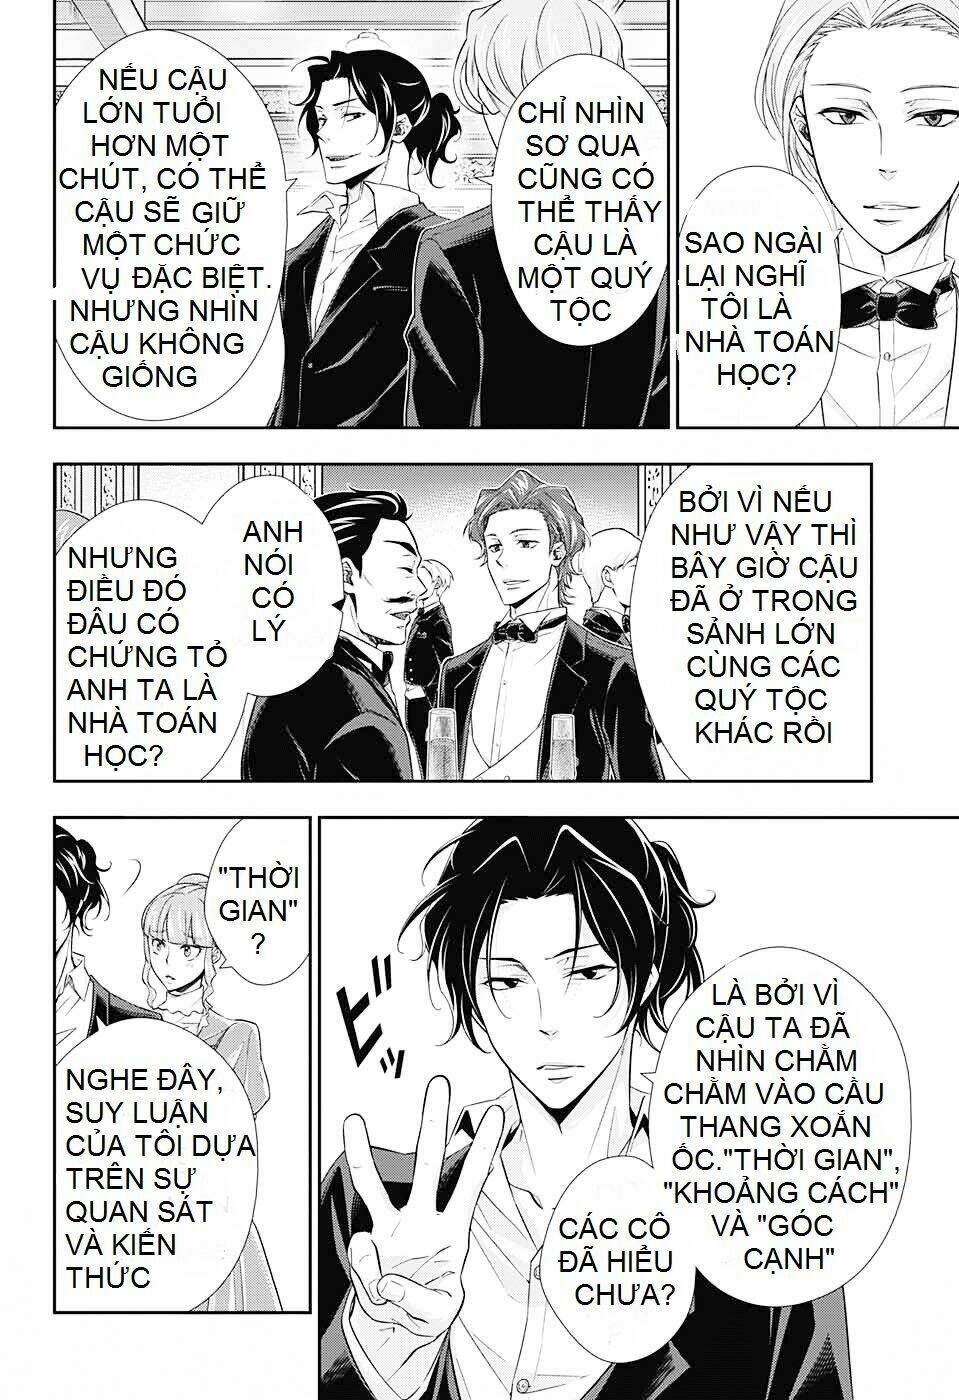 SAO NGÀI
LẠI NGHĨ
TÔI LÀ
NHÀ TOÁN
HỌC?
CHỈ NHÌN
SƠ QUA
CŨNG CÓ
THỂ THẤY
CẬU LÀ
MỘT QUÝ
TỘC
NẾU CẬU
LỚN TUỔI
HƠN MỘT
CHÚT, CÓ THỂ
CẬU SẼ GIỮ
MỘT CHỨC
VỤ ĐẶC BIỆT.
NHƯNG NHÌN
CẬU KHÔNG
GIỐNG
BỞI VÌ NẾU
NHƯ VẬY THÌ
BÂY GIỜ CẬU
ĐÃ Ở TRONG
SẢNH LỚN
CÙNG CÁC
QUÝ TỘC
KHÁC RỒI
ANH
NÓI
CÓ
LÝ
NHƯNG
ĐIỀU ĐÓ
ĐÂU CÓ
CHỨNG TỎ
ANH TA LÀ
NHÀ TOÁN
HỌC?
LÀ BỞI VÌ
CẬU TA ĐÃ
NHÌN CHẰM
CHẰM VÀO CẦU
THANG XOẮN
ỐC."THỜI GIAN",
"KHOẢNG CÁCH"
VÀ "GÓC
CẠNH"
CÁC CÔ
ĐÃ HIỂU
CHƯA?
ビッ
"THỜI
GIAN"
?
NGHE ĐÂY,
SUY LUẬN
CỦA TÔI DỰA
TRÊN SỰ
QUAN SÁT
VÀ KIẾN
THỨC